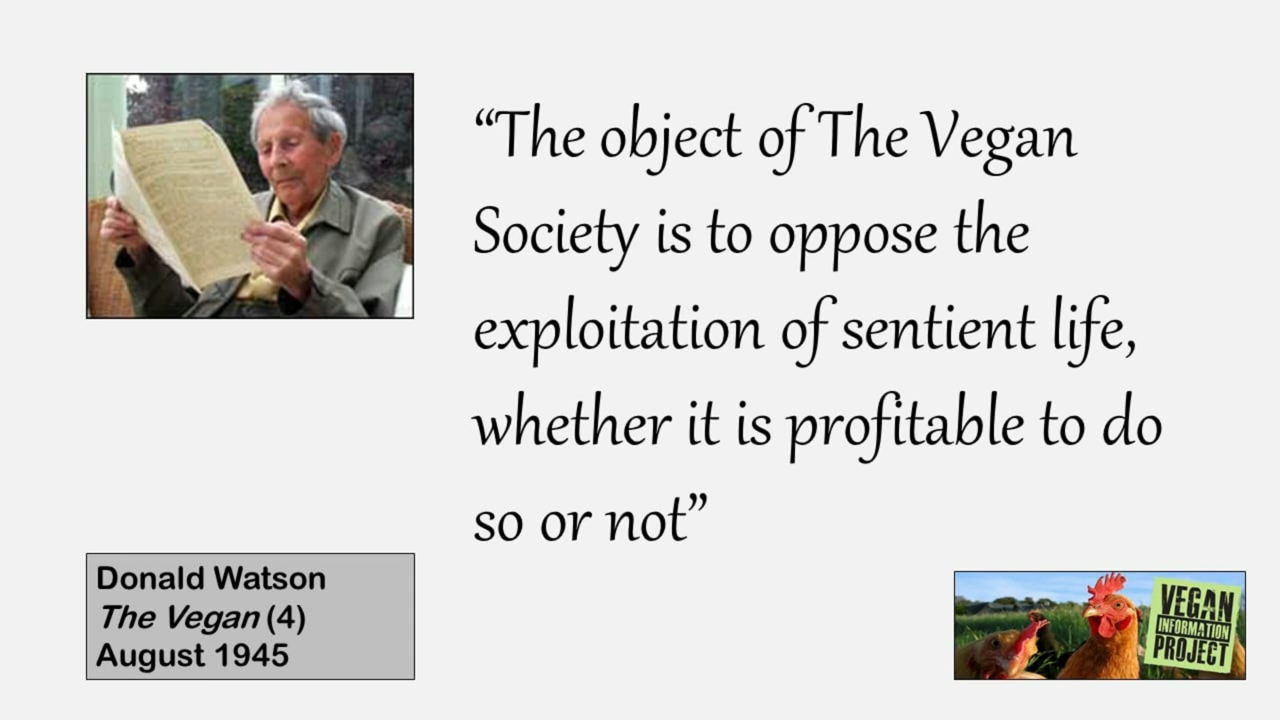 “The object of The Vegan
Society is to oppose the
exploitation of sentient life,
whether it is profitable to do
so or not”
Donald Watson
The Vegan (4)
August 1945
VEGAN
INFORMATION
PROJECT